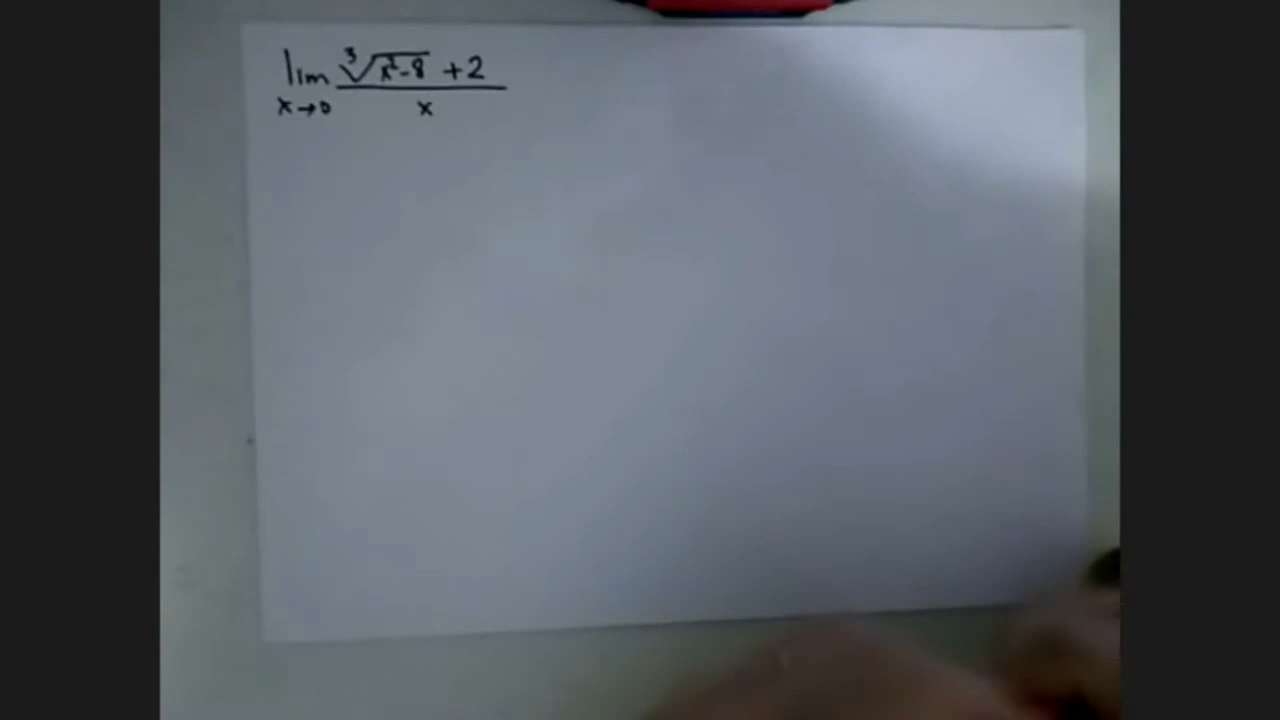 lim ∛(x²-8) + 2
x→0 x